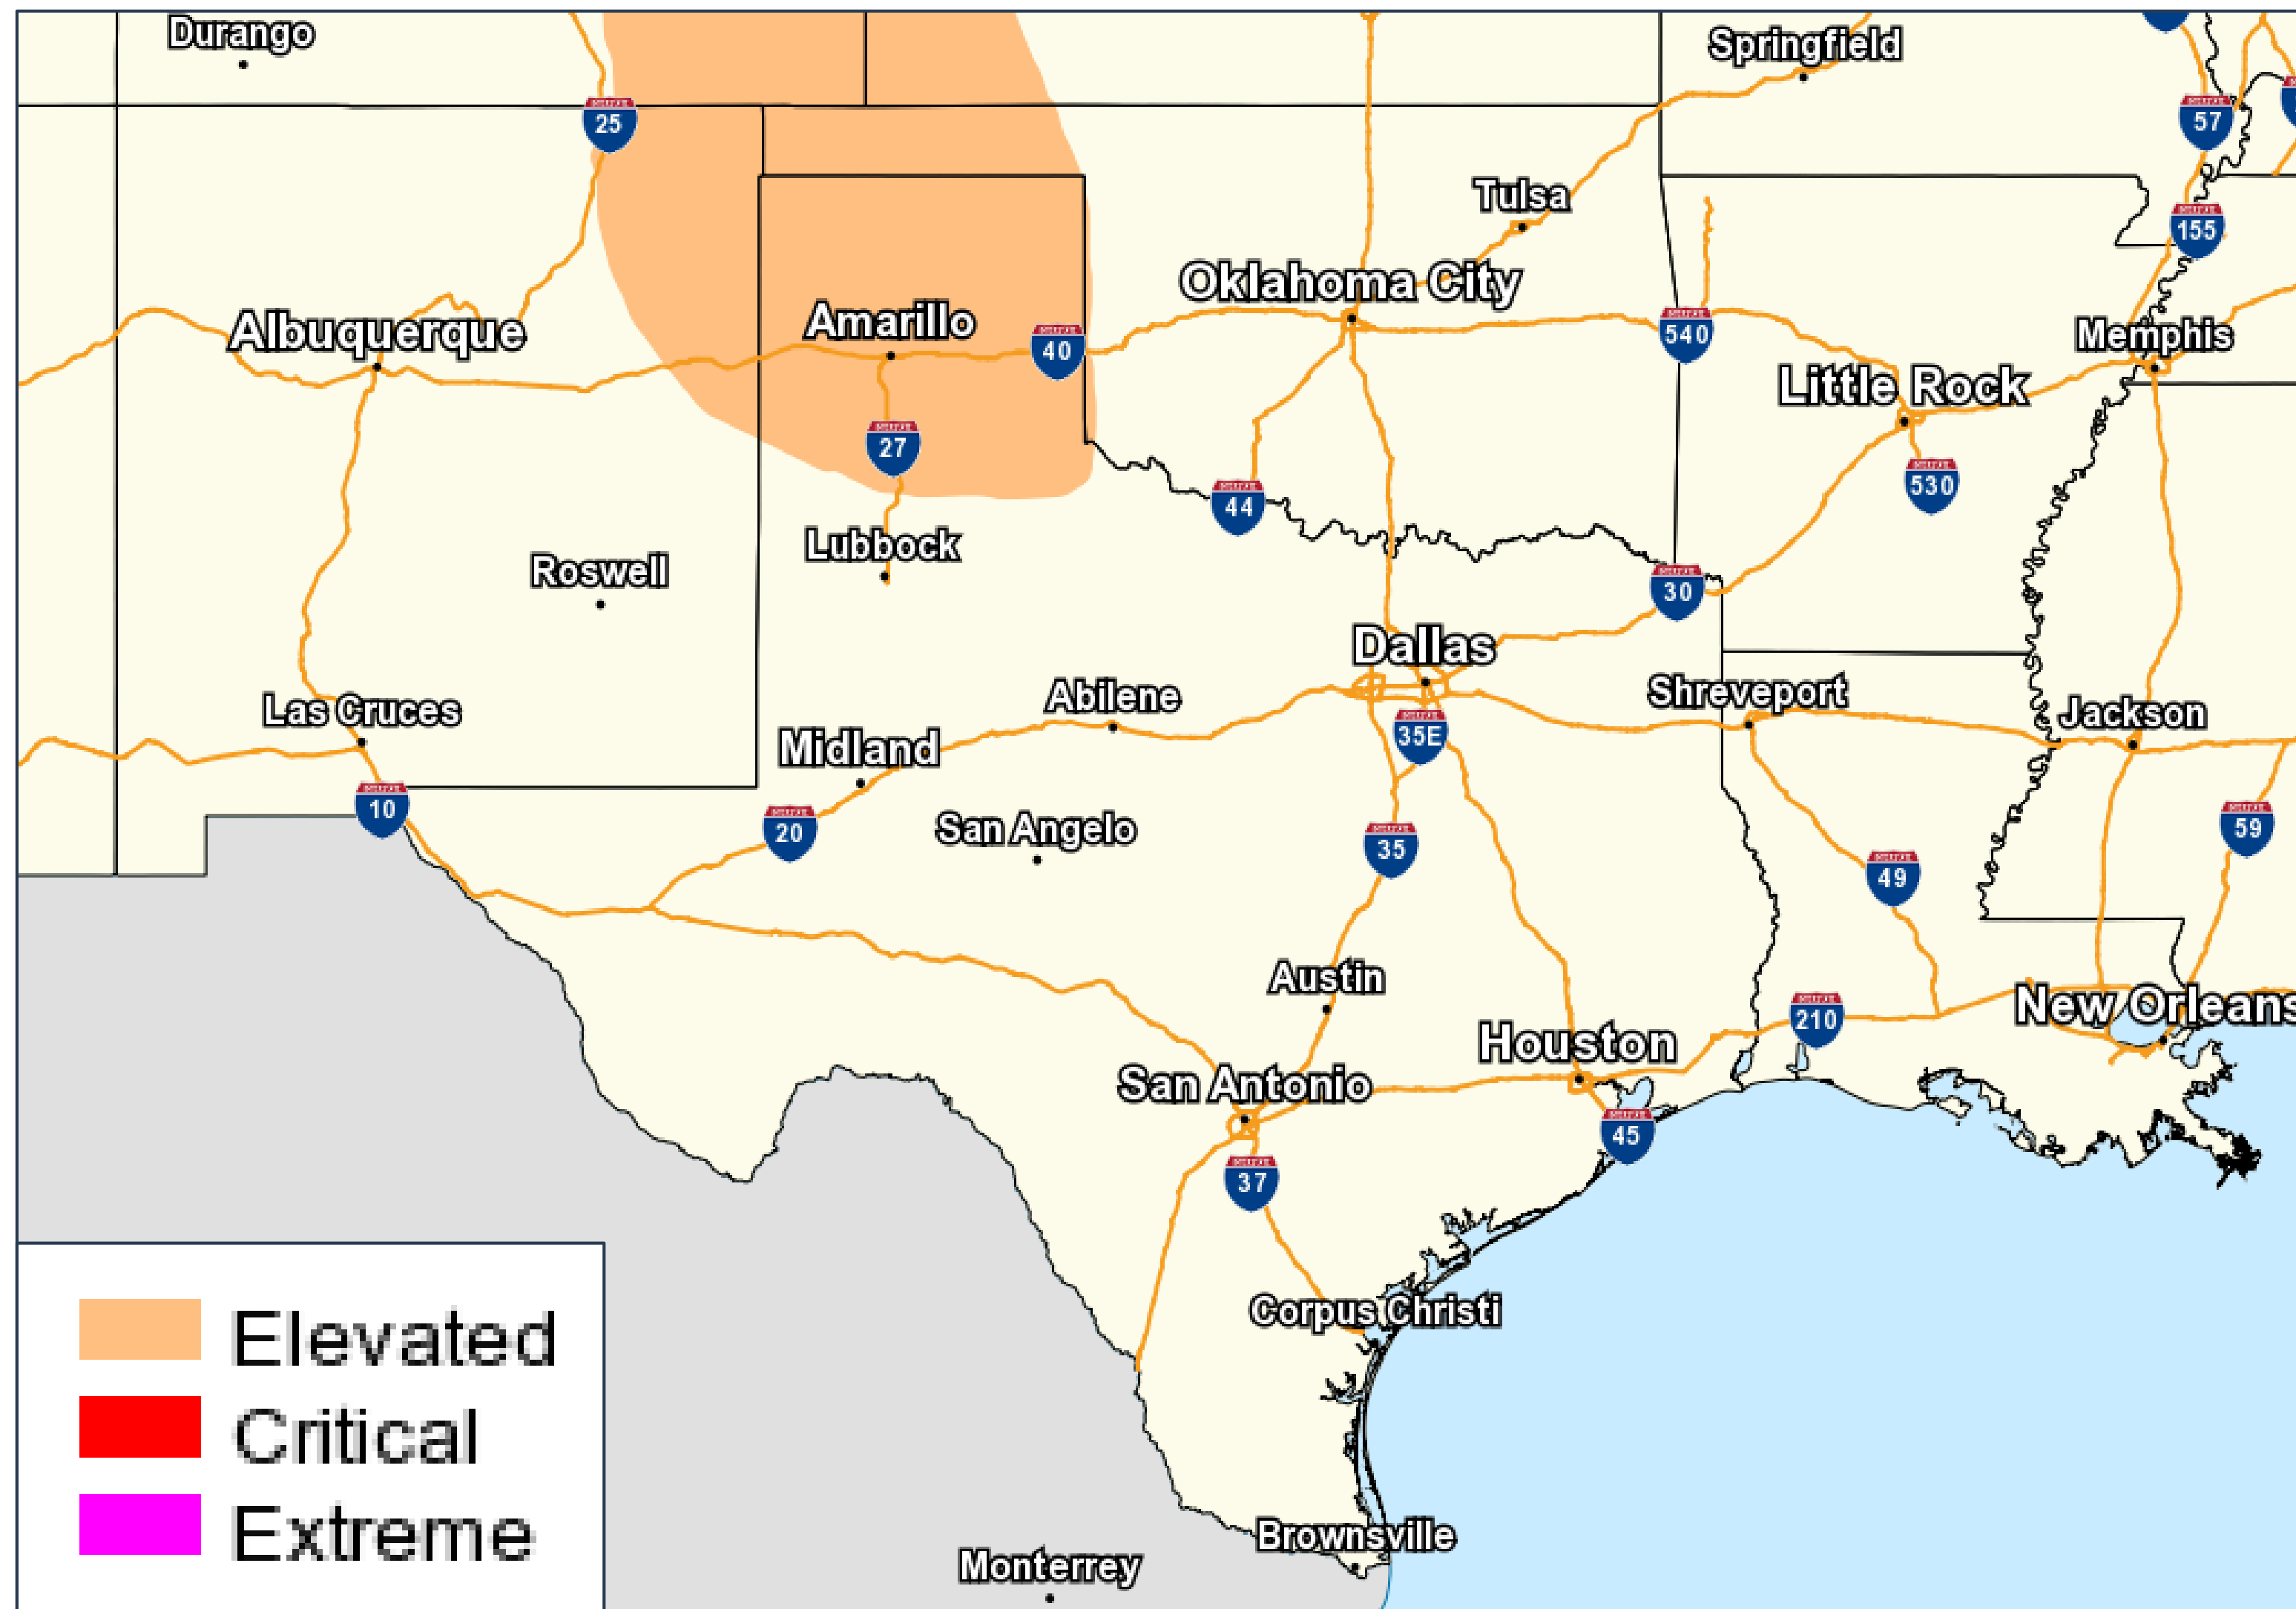 Durango
Springfield
25
57
Tulsa
155
Oklahoma City
Albuquerque
Amarillo
40
540
Memphis
Little Rock
27
530
44
Lubbock
Roswell
30
Dallas
Las Cruces
Abilene
Shreveport
Jackson
Midland
35E
10
20
San Angelo
35
59
49
Austin
New Orleans
210
Houston
San Antonio
45
37
Corpus Christi
Elevated
Critical
Extreme
Brownsville
Monterrey